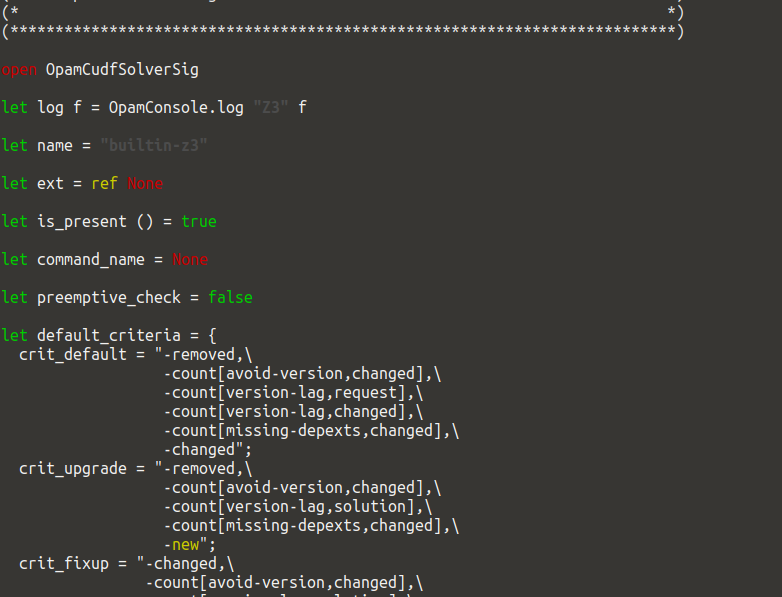 (*                                                                        *)
(**************************************************************************)

open OpamCudfSolverSig

let log f = OpamConsole.log "Z3" f

let name = "builtin-z3"

let ext = ref None

let is_present () = true

let command_name = None

let preemptive_check = false

let default_criteria = {
  crit_default = "-removed,\
                  -count[avoid-version,changed],\
                  -count[version-lag,request],\
                  -count[version-lag,changed],\
                  -count[missing-depexts,changed],\
                  -changed";
  crit_upgrade = "-removed,\
                  -count[avoid-version,changed],\
                  -count[version-lag,solution],\
                  -count[missing-depexts,changed],\
                  -new";
  crit_fixup = "-changed,\
                -count[avoid-version,changed],\